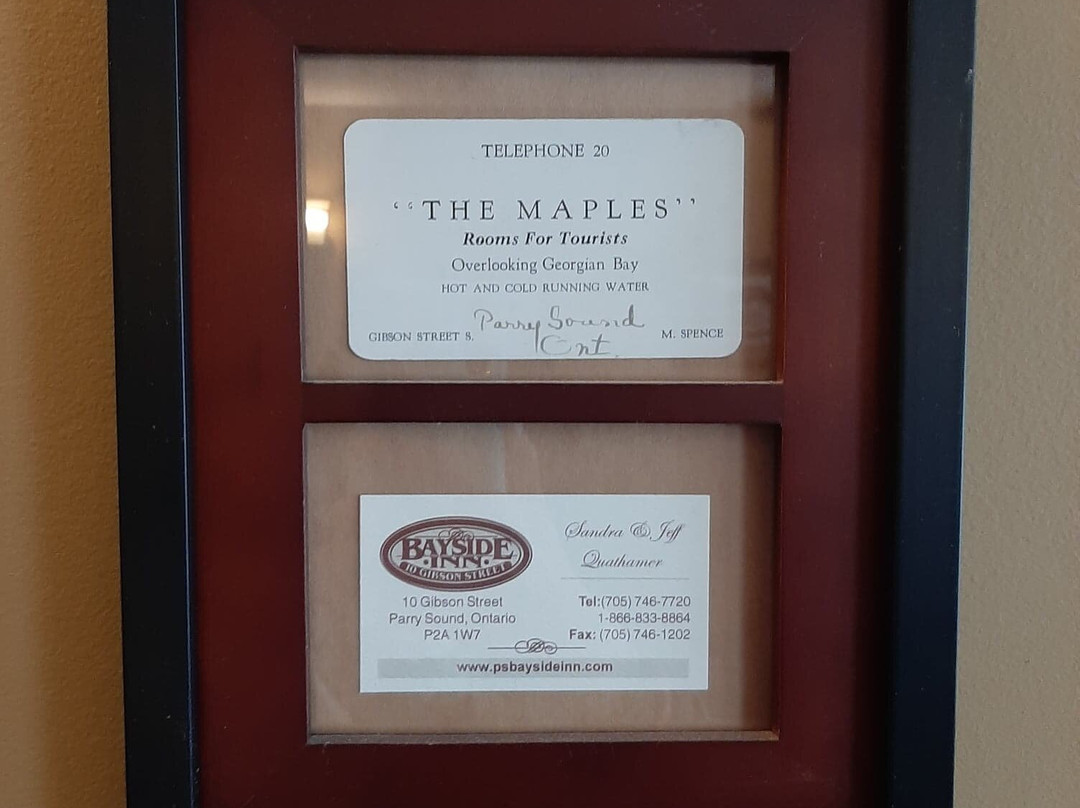 TELEPHONE 20
‘‘THE MAPLES’’
Rooms For Tourists
Overlooking Georgian Bay
HOT AND COLD RUNNING WATER
Parry Sound
GIBSON STREET S.
Ont.
M. SPENCE
BAYSIDE
INN
10 GIBSON STREET
10 Gibson Street
Parry Sound, Ontario
P2A 1W7
Sandra & Jeff
Quathamer
Tel:(705) 746-7720
1-866-833-8864
Fax: (705) 746-1202
www.psbaysideinn.com